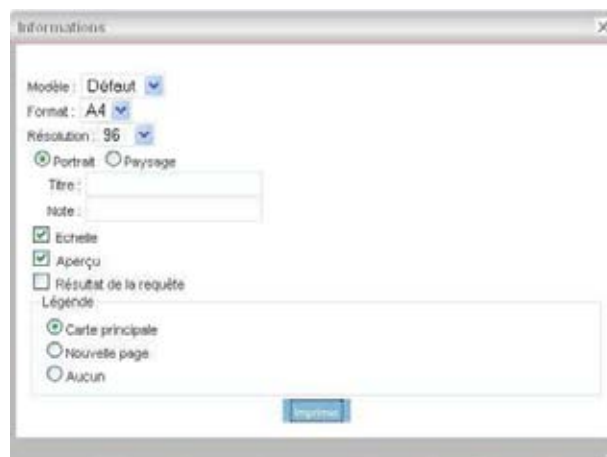 Informations
Modèle : Défaut
Format : A4
Résolution : 96
Portrait Paysage
Titre :
Note :
Echelle
Aperçu
Résultat de la requête
Légende
Carte principale
Nouvelle page
Aucun
Imprimer